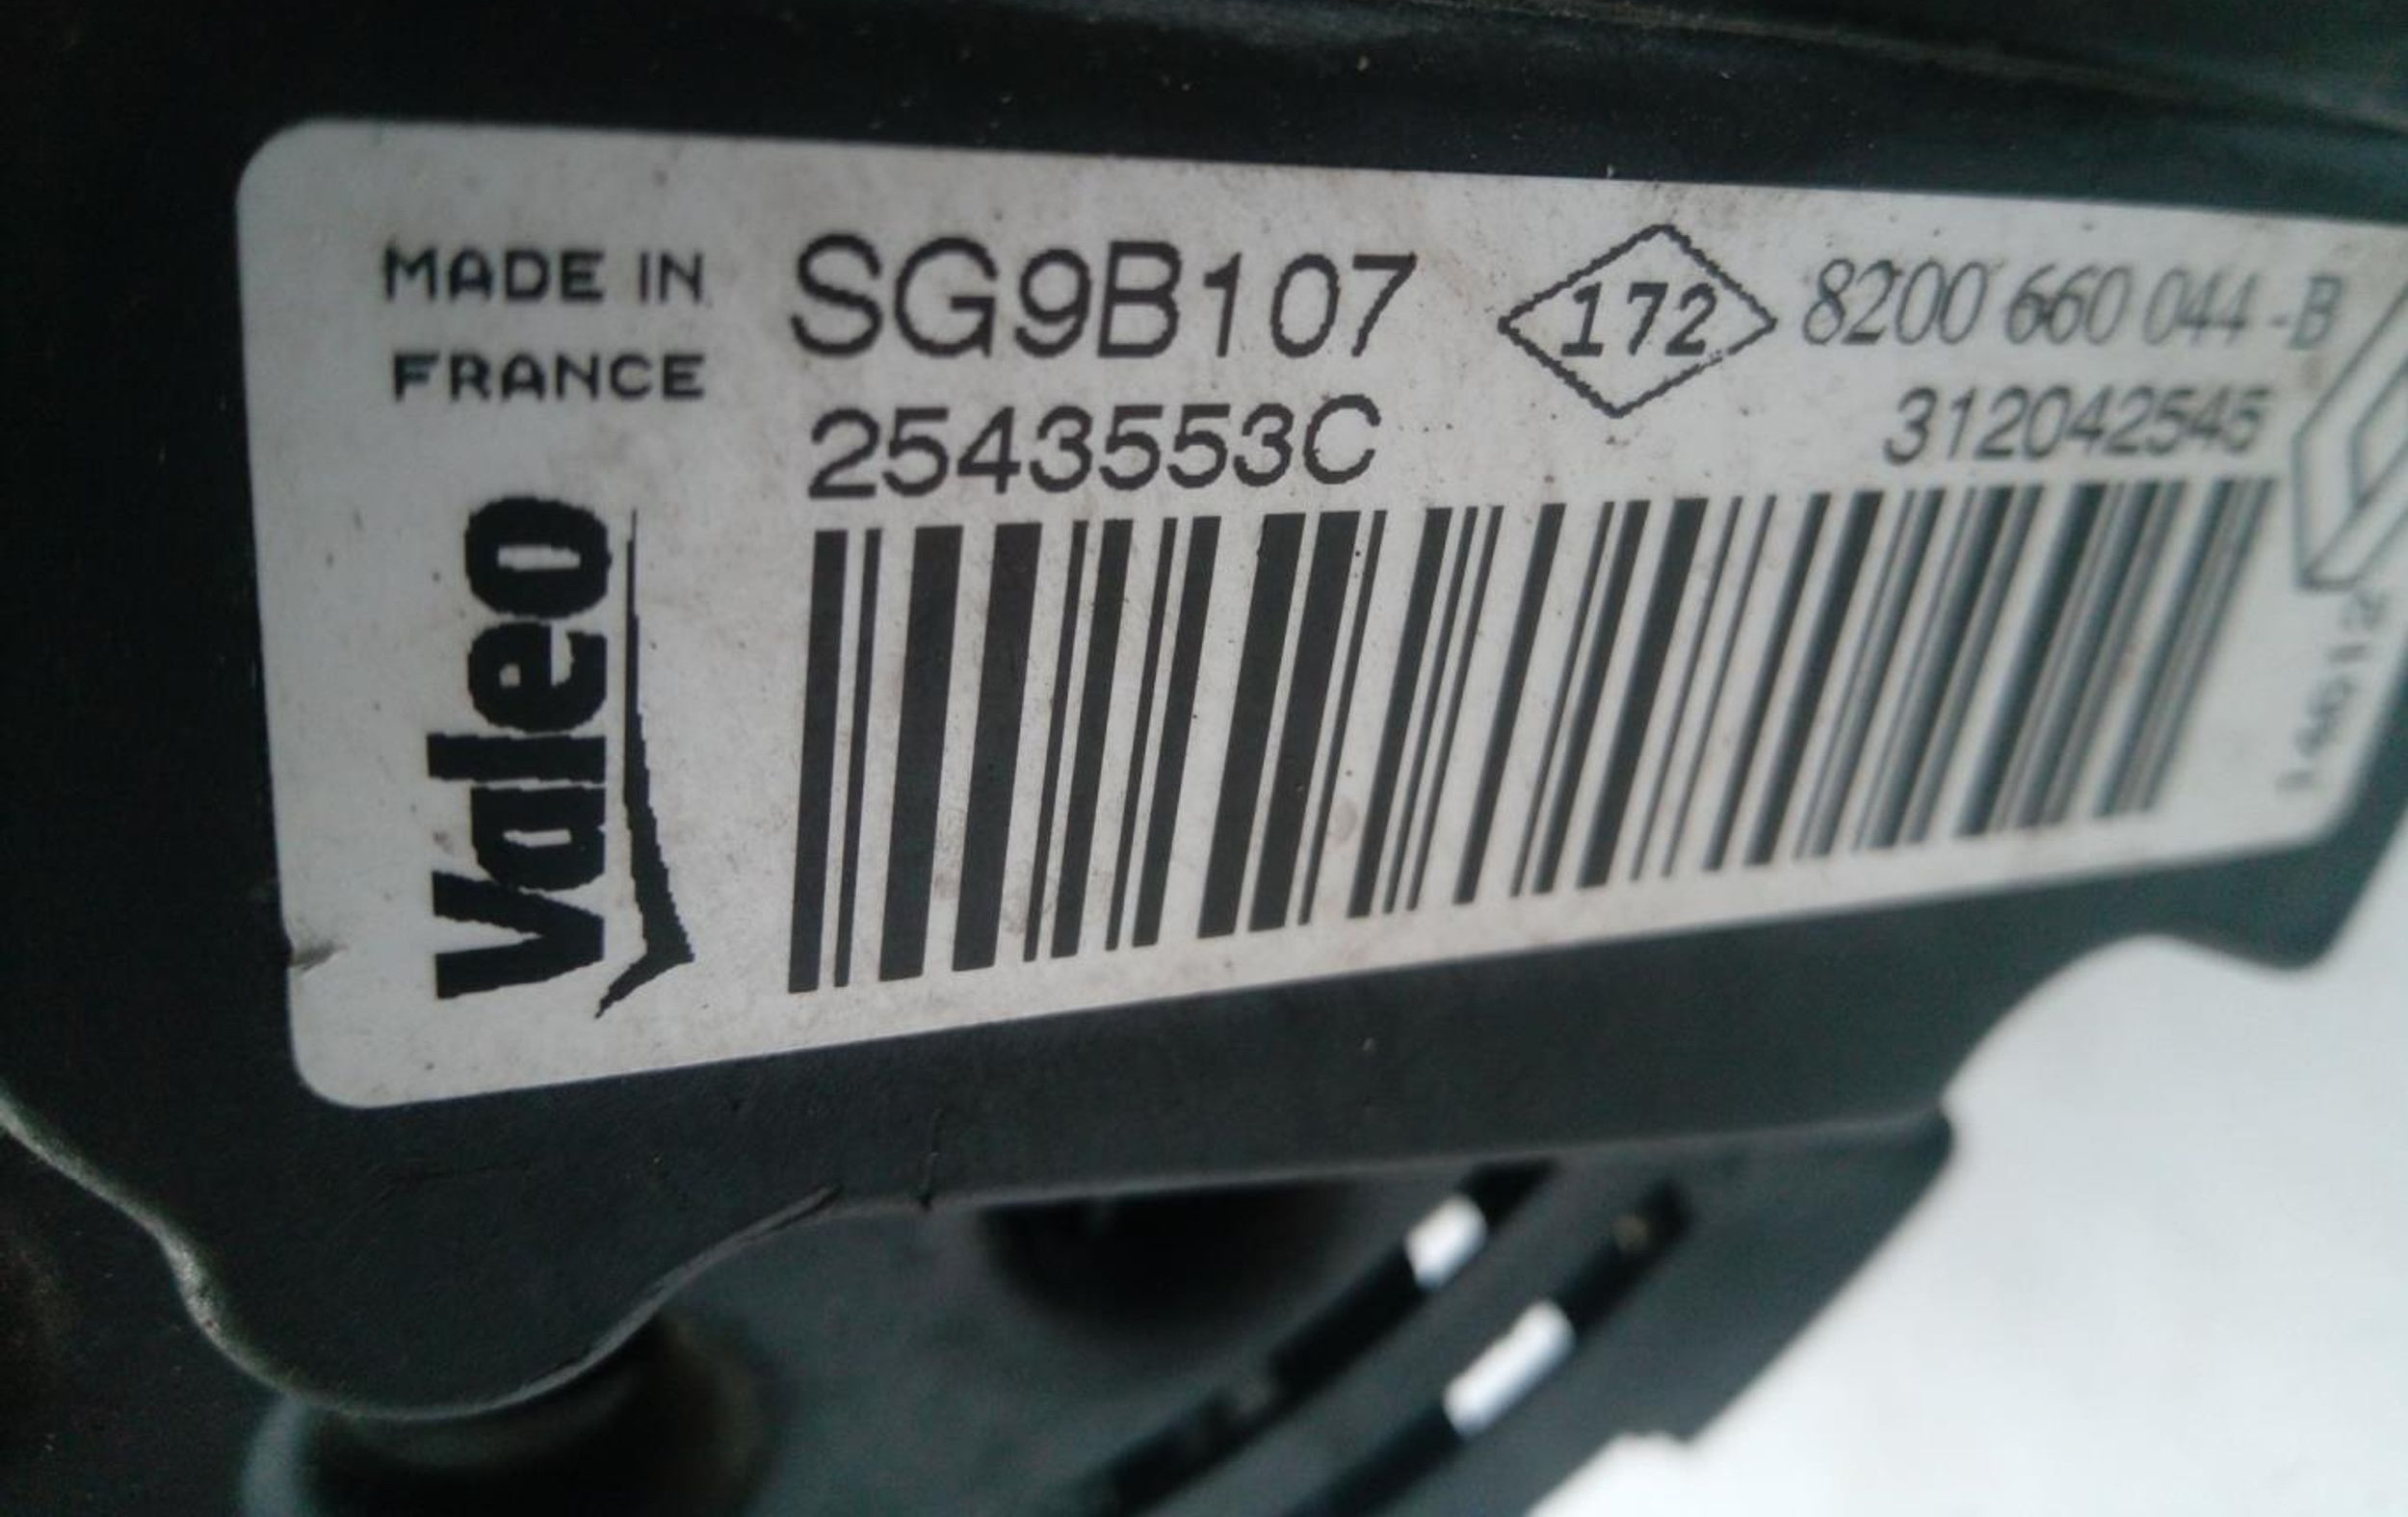 MADE IN
FRANCE
SG9B107
2543553C
172
8200 660 044 -B
312042545
Valeo